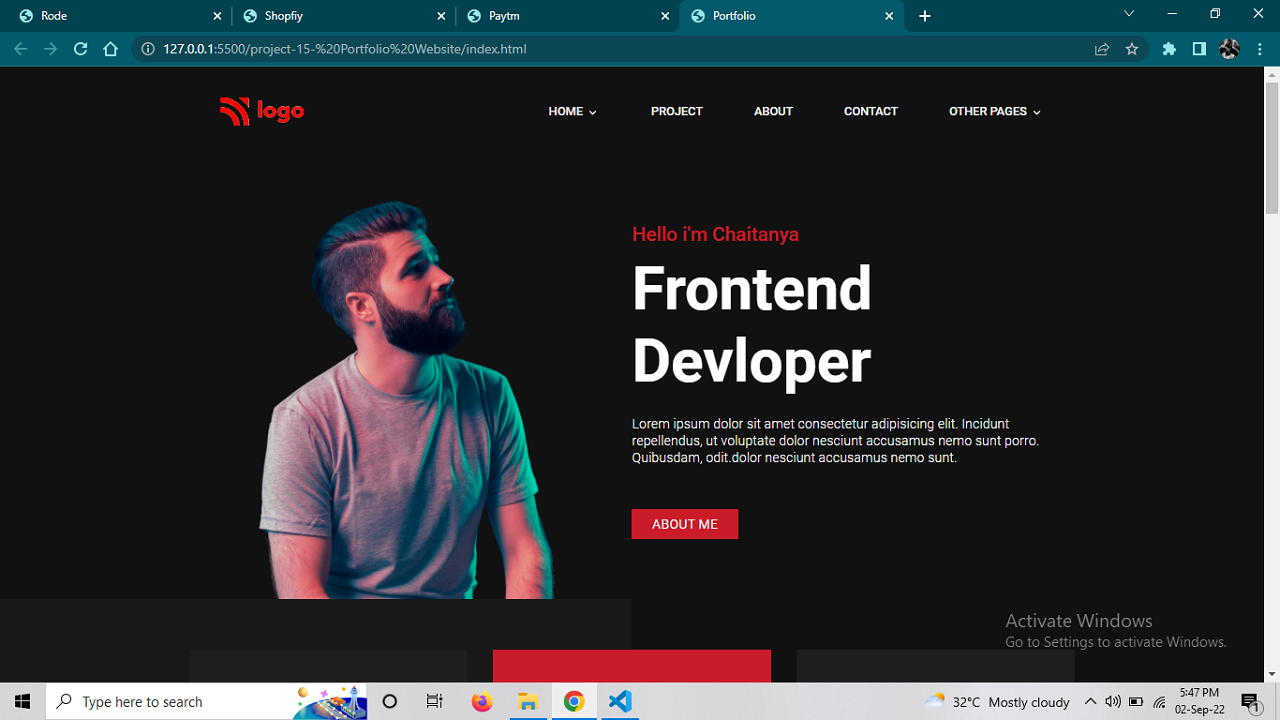 Rode
Shopfiy
Paytm
Portfolio
127.0.0.1:5500/project-15-%20Portfolio%20Website/index.html
logo
HOME
PROJECT
ABOUT
CONTACT
OTHER PAGES
Hello i'm Chaitanya
Frontend
Devloper
Lorem ipsum dolor sit amet consectetur adipisicing elit. Incidunt
repellendus, ut voluptate dolor nesciunt accusamus nemo sunt porro.
Quibusdam, odit.dolor nesciunt accusamus nemo sunt.
ABOUT ME
Activate Windows
Go to Settings to activate Windows.
Type here to search
32°C Mostly cloudy
5:47 PM
02-Sep-22
1